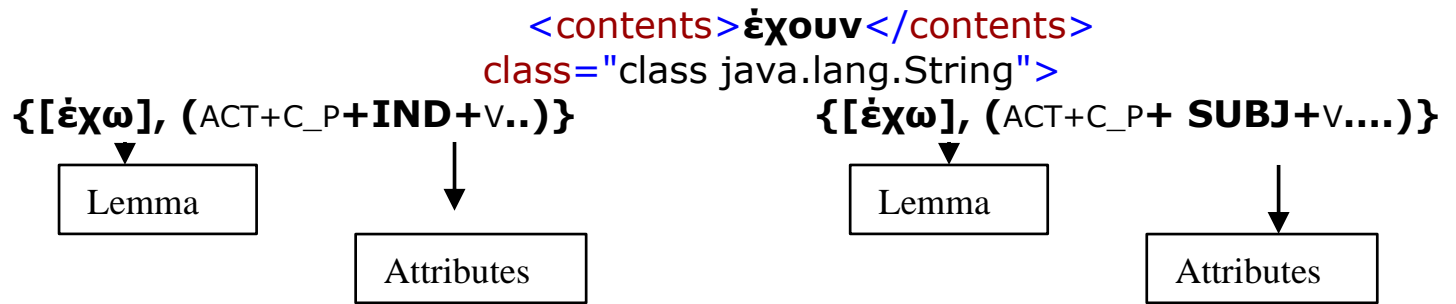 <contents>έχουν</contents>
class="class java.lang.String">
{[έχω], (ACT+C_P+IND+V..)} {[έχω], (ACT+C_P+ SUBJ+V....)}
Lemma Lemma
Attributes Attributes